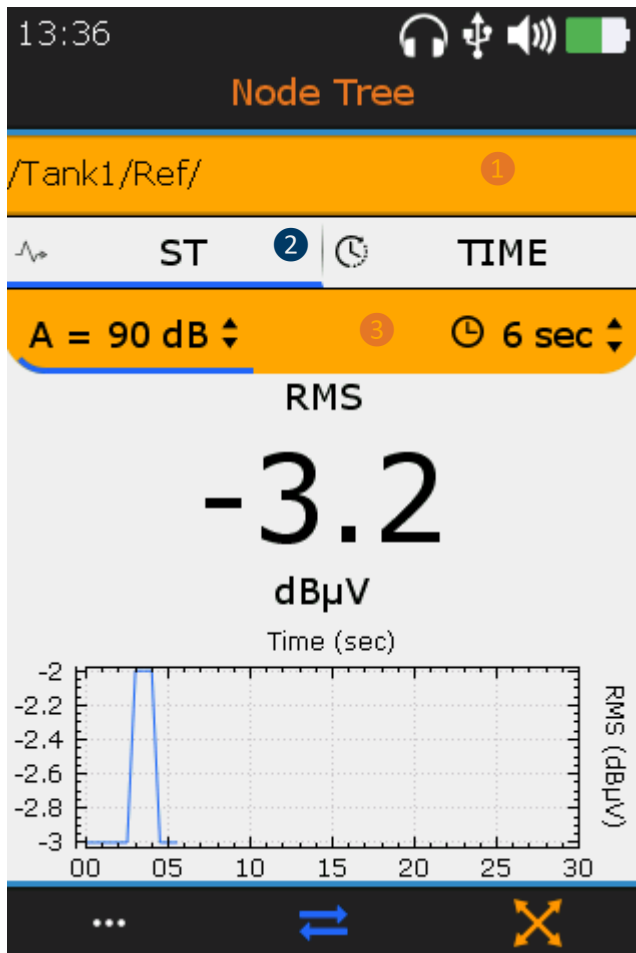 13:36
Node Tree
/Tank1/Ref/ 1
ST 2 TIME
A = 90 dB 3 6 sec
RMS
-3.2
dBµV
Time (sec)
-2
-2.2
-2.4
-2.6
-2.8
-3
RMS (dBµV)
00 05 10 15 20 25 30
...